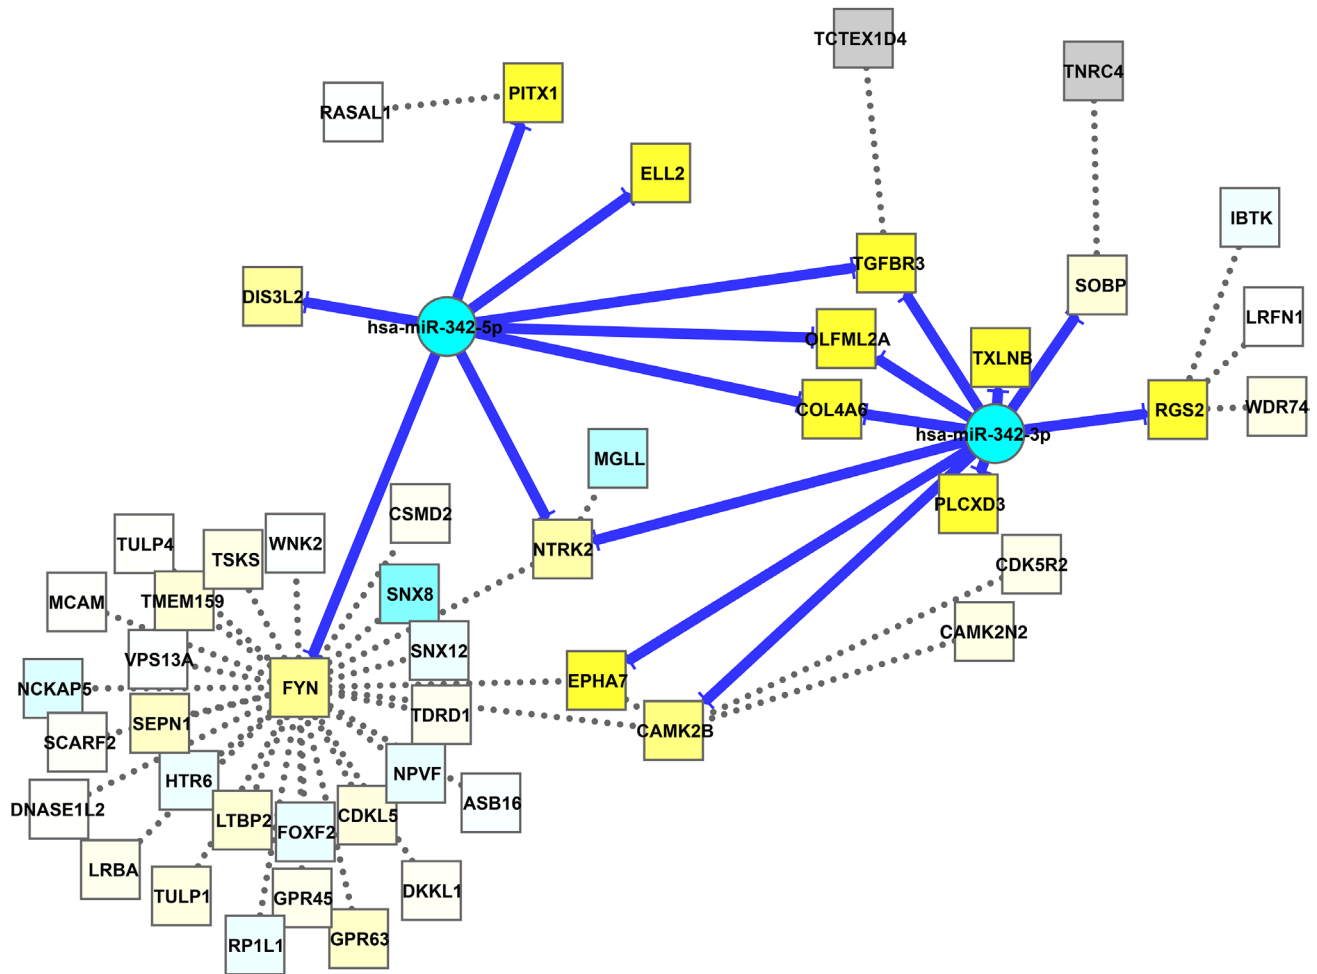 TCTEX1D4
TNRC4
PITX1
RASAL1
ELL2
IBTK
TGFBR3
SOBP
DIS3L2
LRFN1
hsa-miR-342-5p
OLFML2A
TXLNB
COL4A6
RGS2
WDR74
hsa-miR-342-3p
MGLL
PLCXD3
CSMD2
TULP4
WNK2
TSKS
NTRK2
CDK5R2
SNX8
MCAM
TMEM159
CAMK2N2
SNX12
VPS13A
NCKAP5
FYN
EPHA7
TDRD1
SEPN1
CAMK2B
SCARF2
HTR6
NPVF
ASB16
DNASE1L2
LTBP2
CDKL5
FOXF2
LRBA
DKKL1
TULP1
GPR45
GPR63
RP1L1